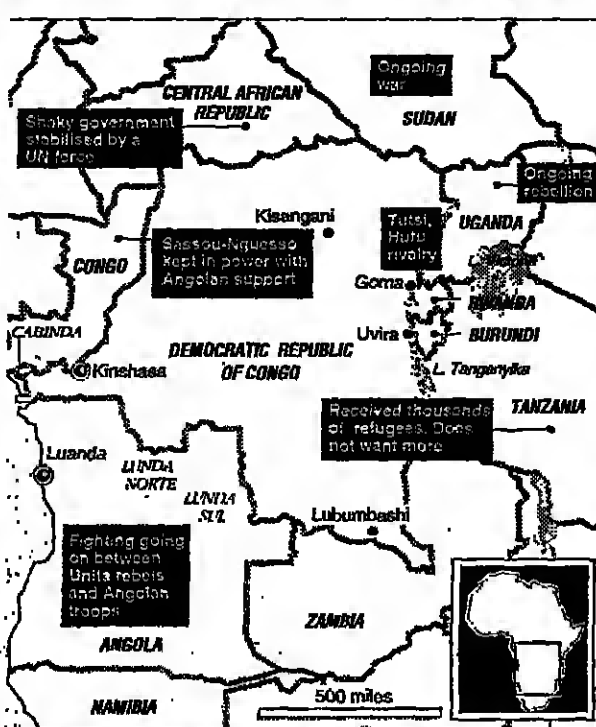 CENTRAL AFRICAN
REPUBLIC
Ongoing
war
SUDAN
Shaky government
stabilised by a
UN force
Ongoing
rebellion
Kisangani
Tutsi,
Hutu
rivalry
UGANDA
CONGO
Sassou-Nguesso
kept in power with
Angolan support
Goma
RWANDA
CABINDA
Uvira
BURUNDI
DEMOCRATIC REPUBLIC
OF CONGO
Kinshasa
L. Tanganyika
Received thousands
of refugees. Does
not want more
TANZANIA
Luanda
LUNDA
NORTE
LUNDA
SUL
Lubumbashi
Fighting going
on between
Unita rebels
and Angolan
troops
ZAMBIA
ANGOLA
NAMIBIA
500 miles